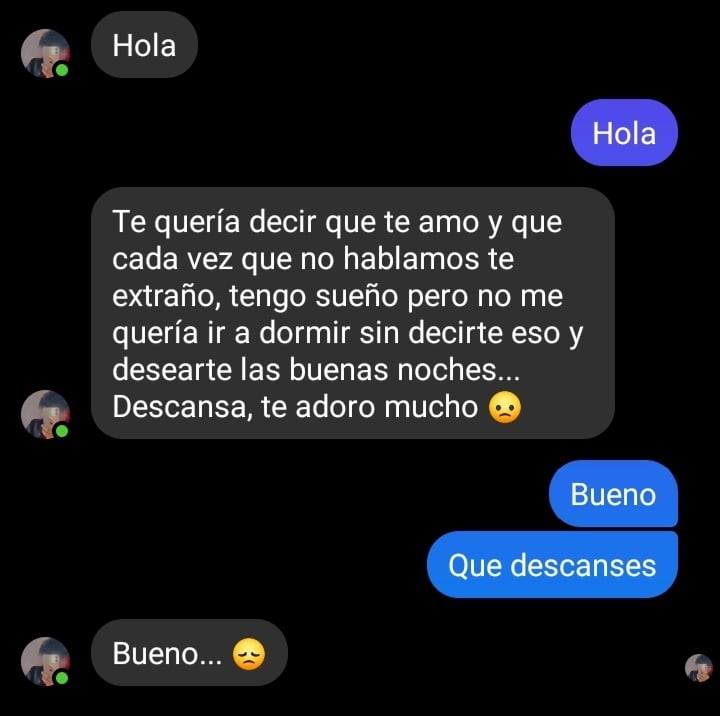 Hola
Hola
Te quería decir que te amo y que
cada vez que no hablamos te
extraño, tengo sueño pero no me
quería ir a dormir sin decirte eso y
desearte las buenas noches...
Descansa, te adoro mucho 😞
Bueno
Que descanses
Bueno... 😞